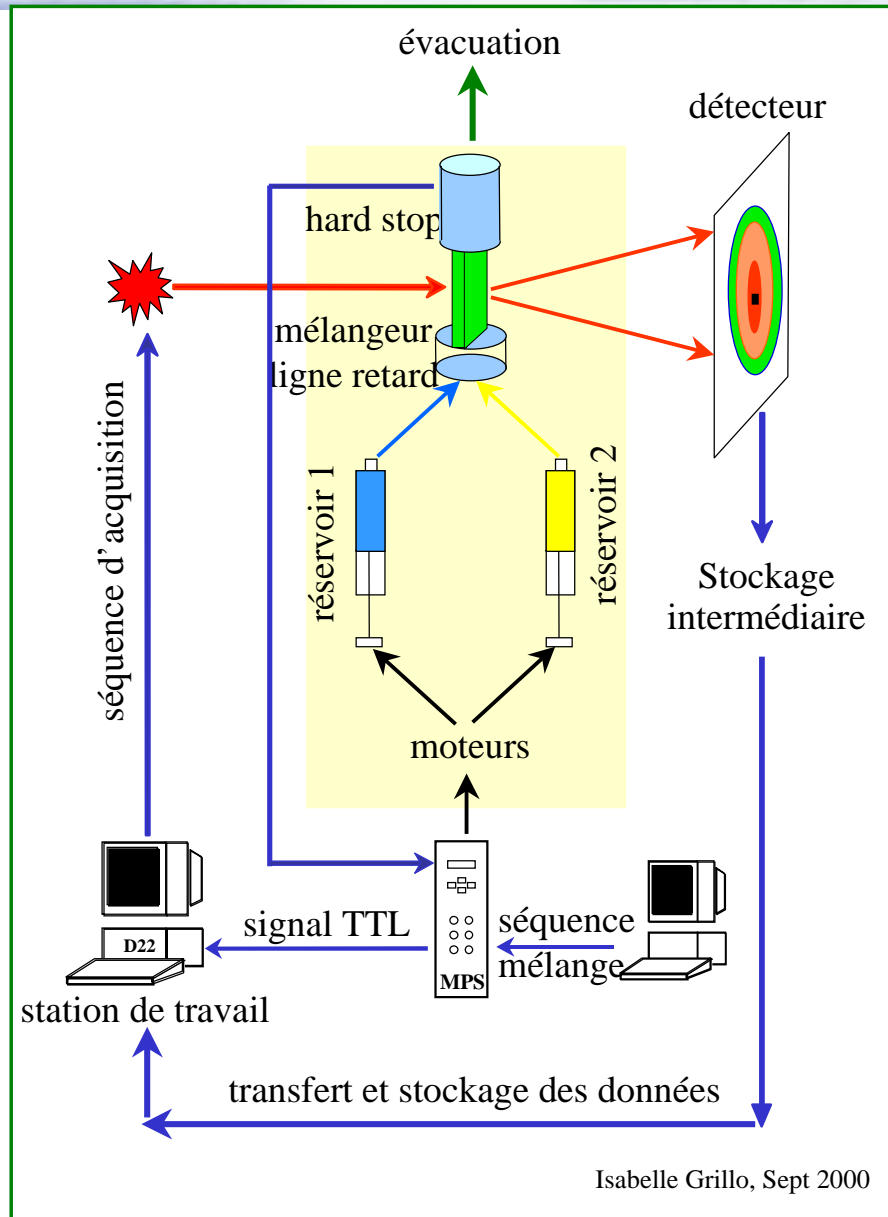 évacuation
détecteur
hard stop
mélangeur
ligne retard
séquence d'acquisition
réservoir 1
réservoir 2
Stockage
intermédiaire
moteurs
signal TTL
séquence
mélange
D22
MPS
station de travail
transfert et stockage des données
Isabelle Grillo, Sept 2000